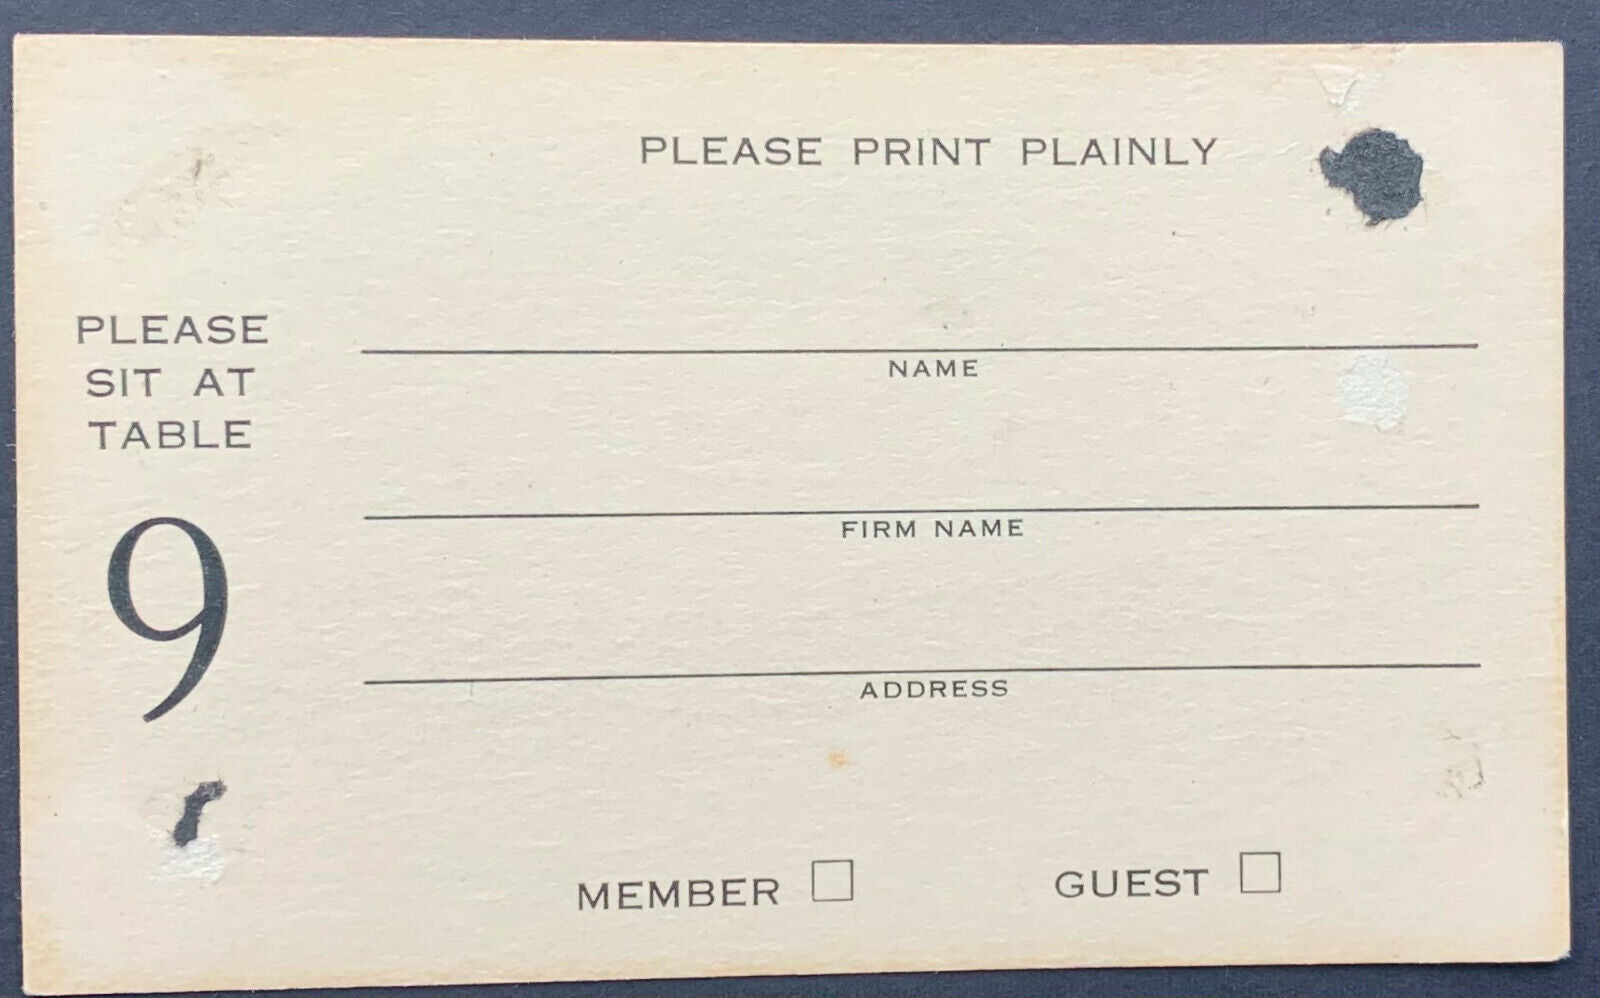 PLEASE PRINT PLAINLY
PLEASE
SIT AT
TABLE
9
NAME
FIRM NAME
ADDRESS
MEMBER
GUEST